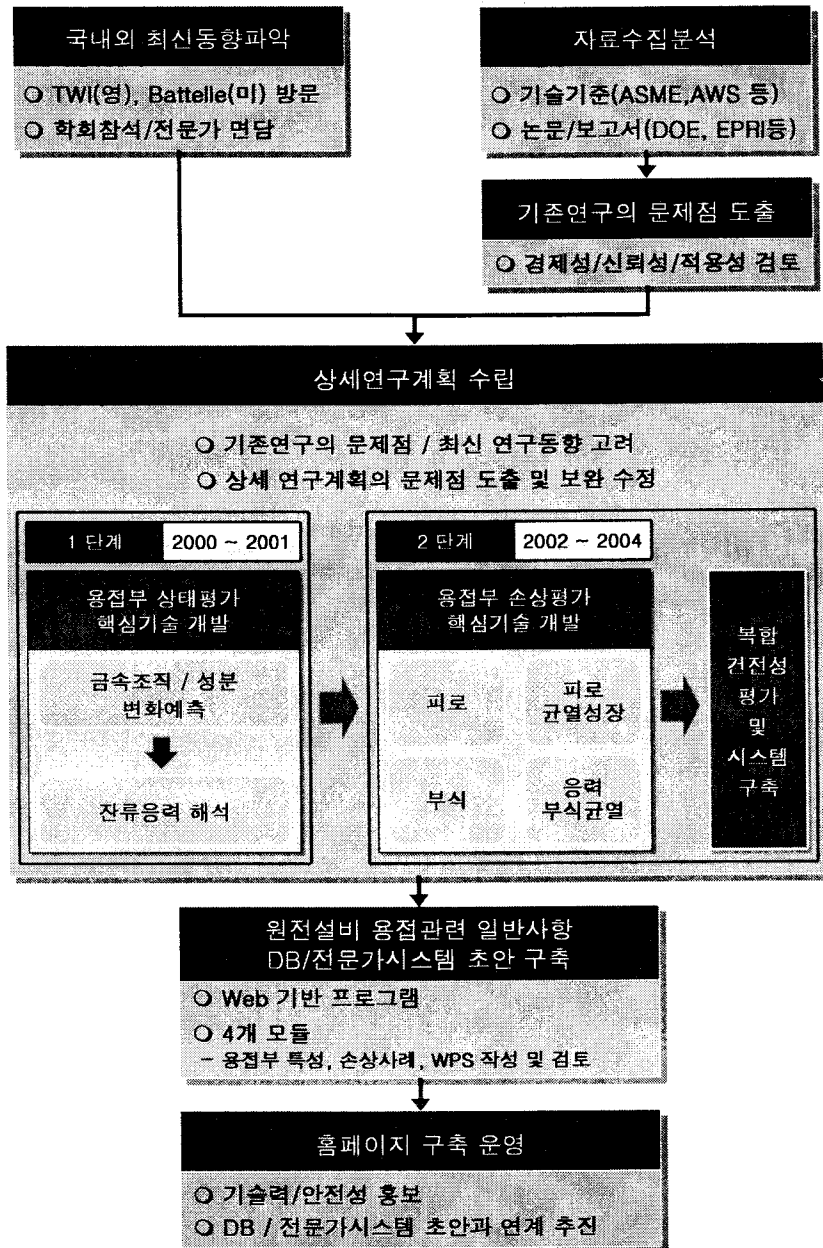 국내외 최신동향파악
○ TWI(영), Battelle(미) 방문
○ 학회참석/전문가 면담
자료수집분석
○ 기술기준(ASME,AWS 등)
○ 논문/보고서(DOE, EPRI등)
기존연구의 문제점 도출
○ 경제성/신뢰성/적용성 검토
상세연구계획 수립
○ 기존연구의 문제점 / 최신 연구동향 고려
○ 상세 연구계획의 문제점 도출 및 보완 수정
1 단계
2000 ~ 2001
용접부 상태평가
핵심기술 개발
금속조직 / 성분
변화예측
잔류응력 해석
2 단계
2002 ~ 2004
용접부 손상평가
핵심기술 개발
피로
피로
균열성장
부식
응력
부식균열
복합
건전성
평가
및
시스템
구축
원전설비 용접관련 일반사항
DB/전문가시스템 초안 구축
○ Web 기반 프로그램
○ 4개 모듈
- 용접부 특성, 손상사례, WPS 작성 및 검토
홈페이지 구축 운영
○ 기술력/안전성 홍보
○ DB / 전문가시스템 초안과 연계 추진